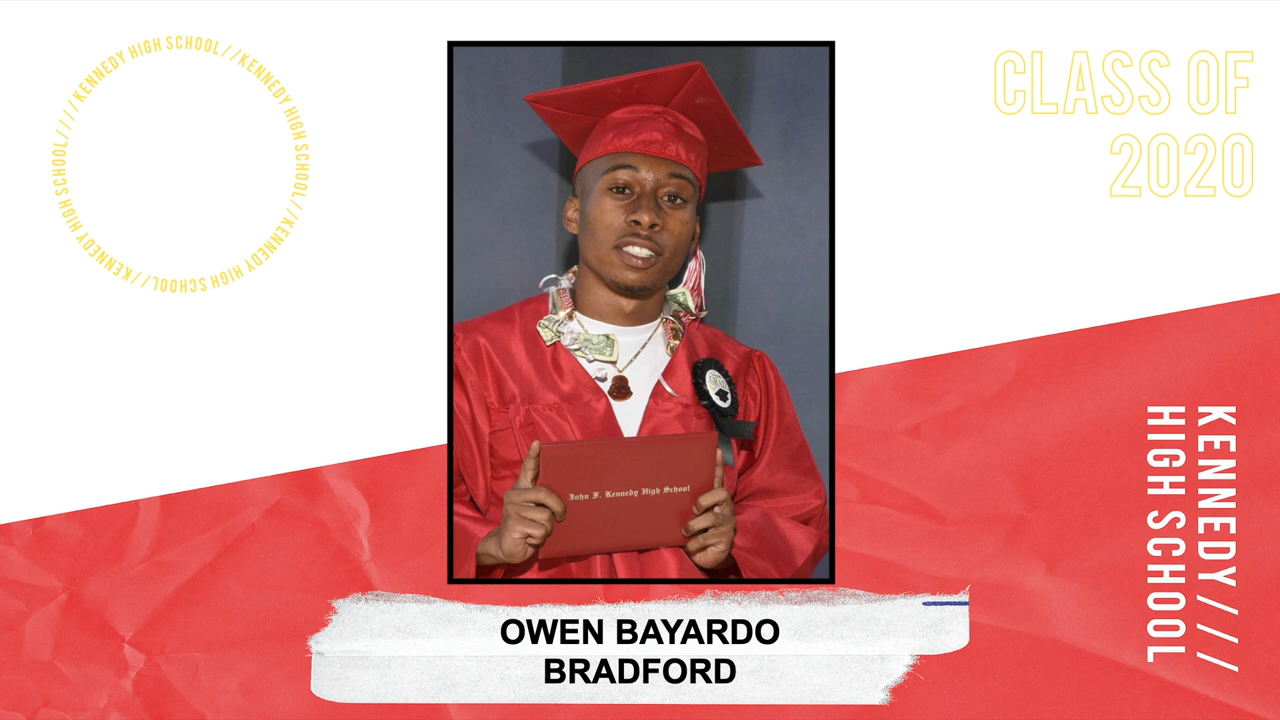 KENNEDY HIGH SCHOOL//KENNEDY HIGH SCHOOL//KENNEDY HIGH SCHOOL//KENNEDY HIGH SCHOOL////
CLASS OF
2020
John F. Kennedy High School
GRAD
KENNEDY///
HIGH SCHOOL
OWEN BAYARDO
BRADFORD